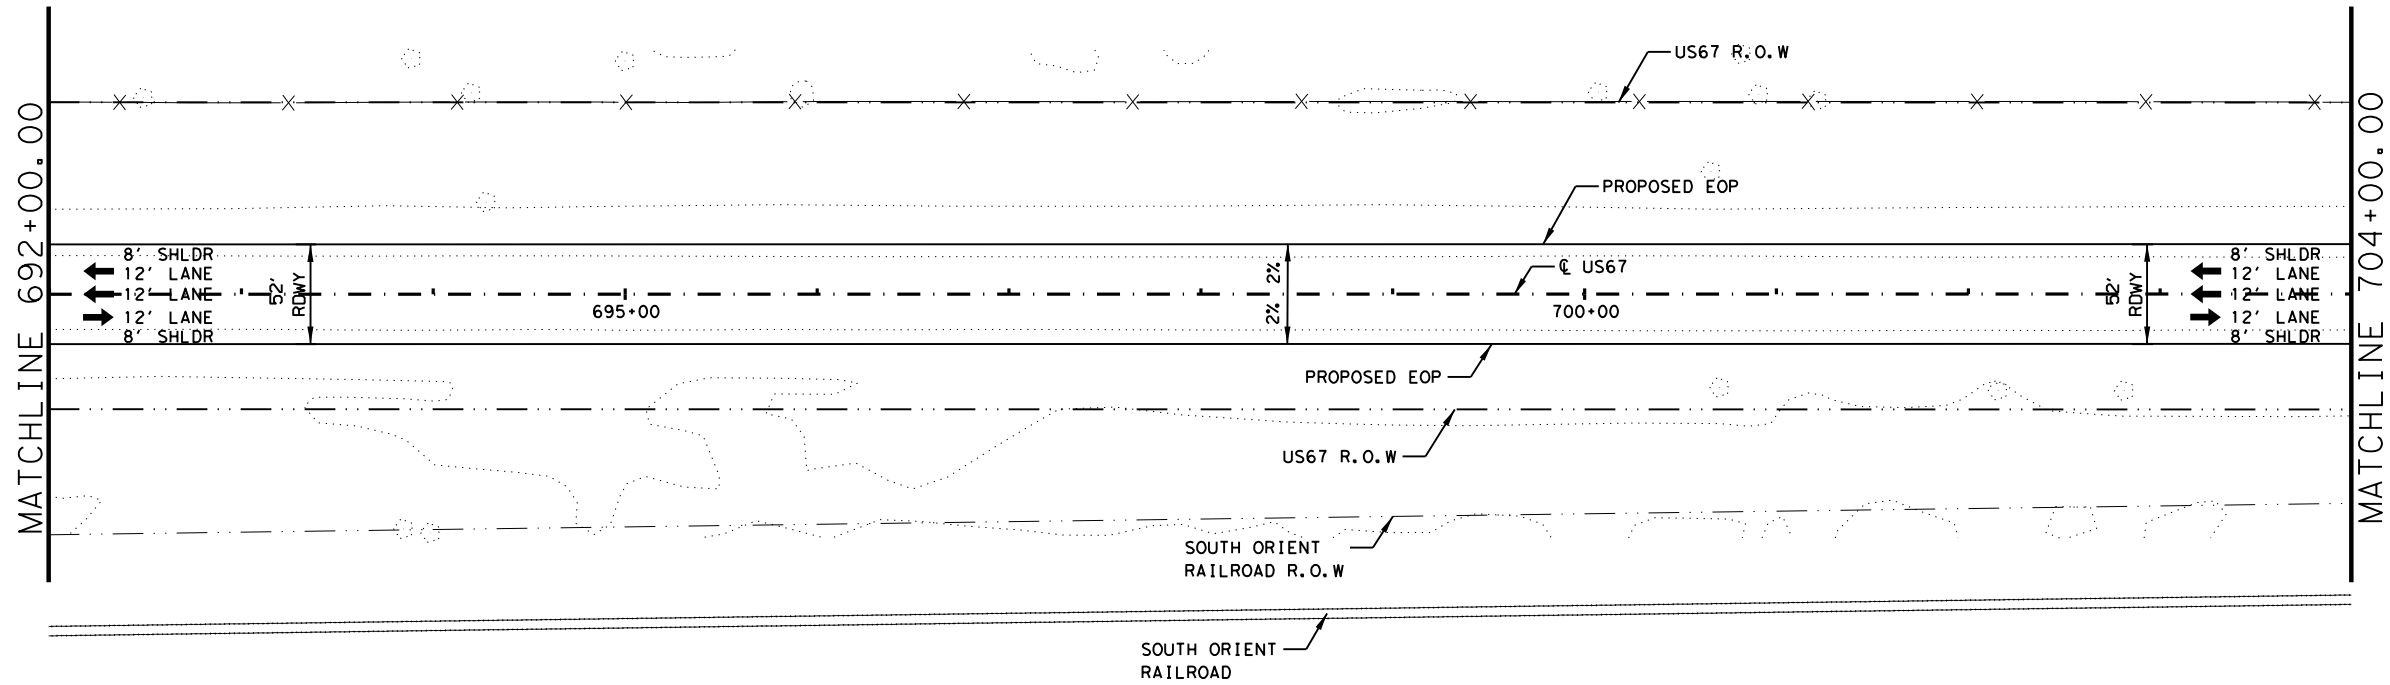 US67 R.O.W
PROPOSED EOP
MATCHLINE 692+00.00
8' SHLDR
12' LANE
12' LANE
12' LANE
8' SHLDR
52'
RDWY
695+00
2% 2%
℄ US67
700+00
52'
RDWY
8' SHLDR
12' LANE
12' LANE
12' LANE
8' SHLDR
MATCHLINE 704+00.00
PROPOSED EOP
US67 R.O.W
SOUTH ORIENT
RAILROAD R.O.W
SOUTH ORIENT
RAILROAD